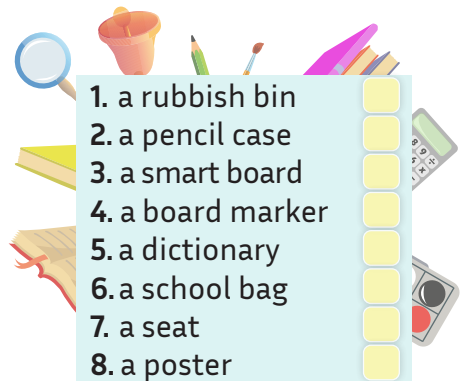 1. a rubbish bin
2. a pencil case
3. a smart board
4. a board marker
5. a dictionary
6. a school bag
7. a seat
8. a poster